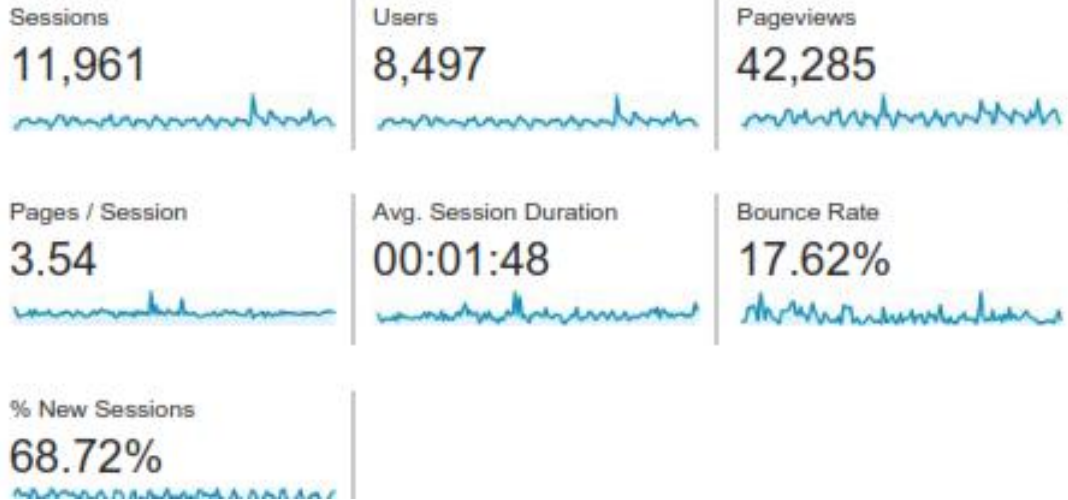 Sessions
11,961
Users
8,497
Pageviews
42,285
Pages / Session
3.54
Avg. Session Duration
00:01:48
Bounce Rate
17.62%
% New Sessions
68.72%